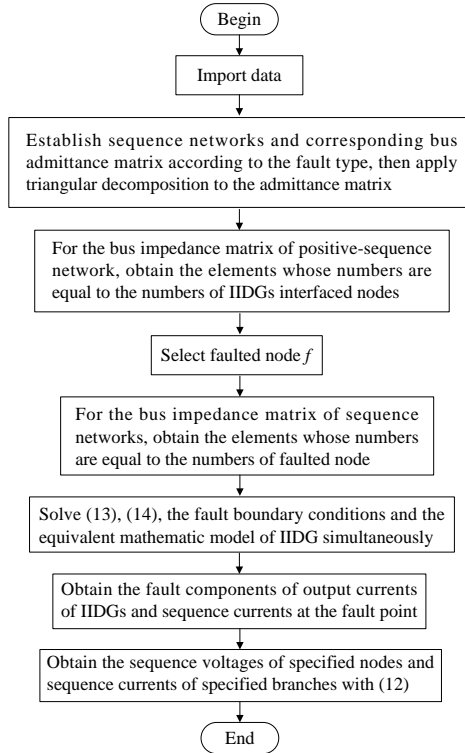 Begin
Import data
Establish sequence networks and corresponding bus
admittance matrix according to the fault type, then apply
triangular decomposition to the admittance matrix
For the bus impedance matrix of positive-sequence
network, obtain the elements whose numbers are
equal to the numbers of IIDGs interfaced nodes
Select faulted node f
For the bus impedance matrix of sequence
networks, obtain the elements whose numbers
are equal to the numbers of faulted node
Solve (13), (14), the fault boundary conditions and the
equivalent mathematic model of IIDG simultaneously
Obtain the fault components of output currents
of IIDGs and sequence currents at the fault point
Obtain the sequence voltages of specified nodes and
sequence currents of specified branches with (12)
End